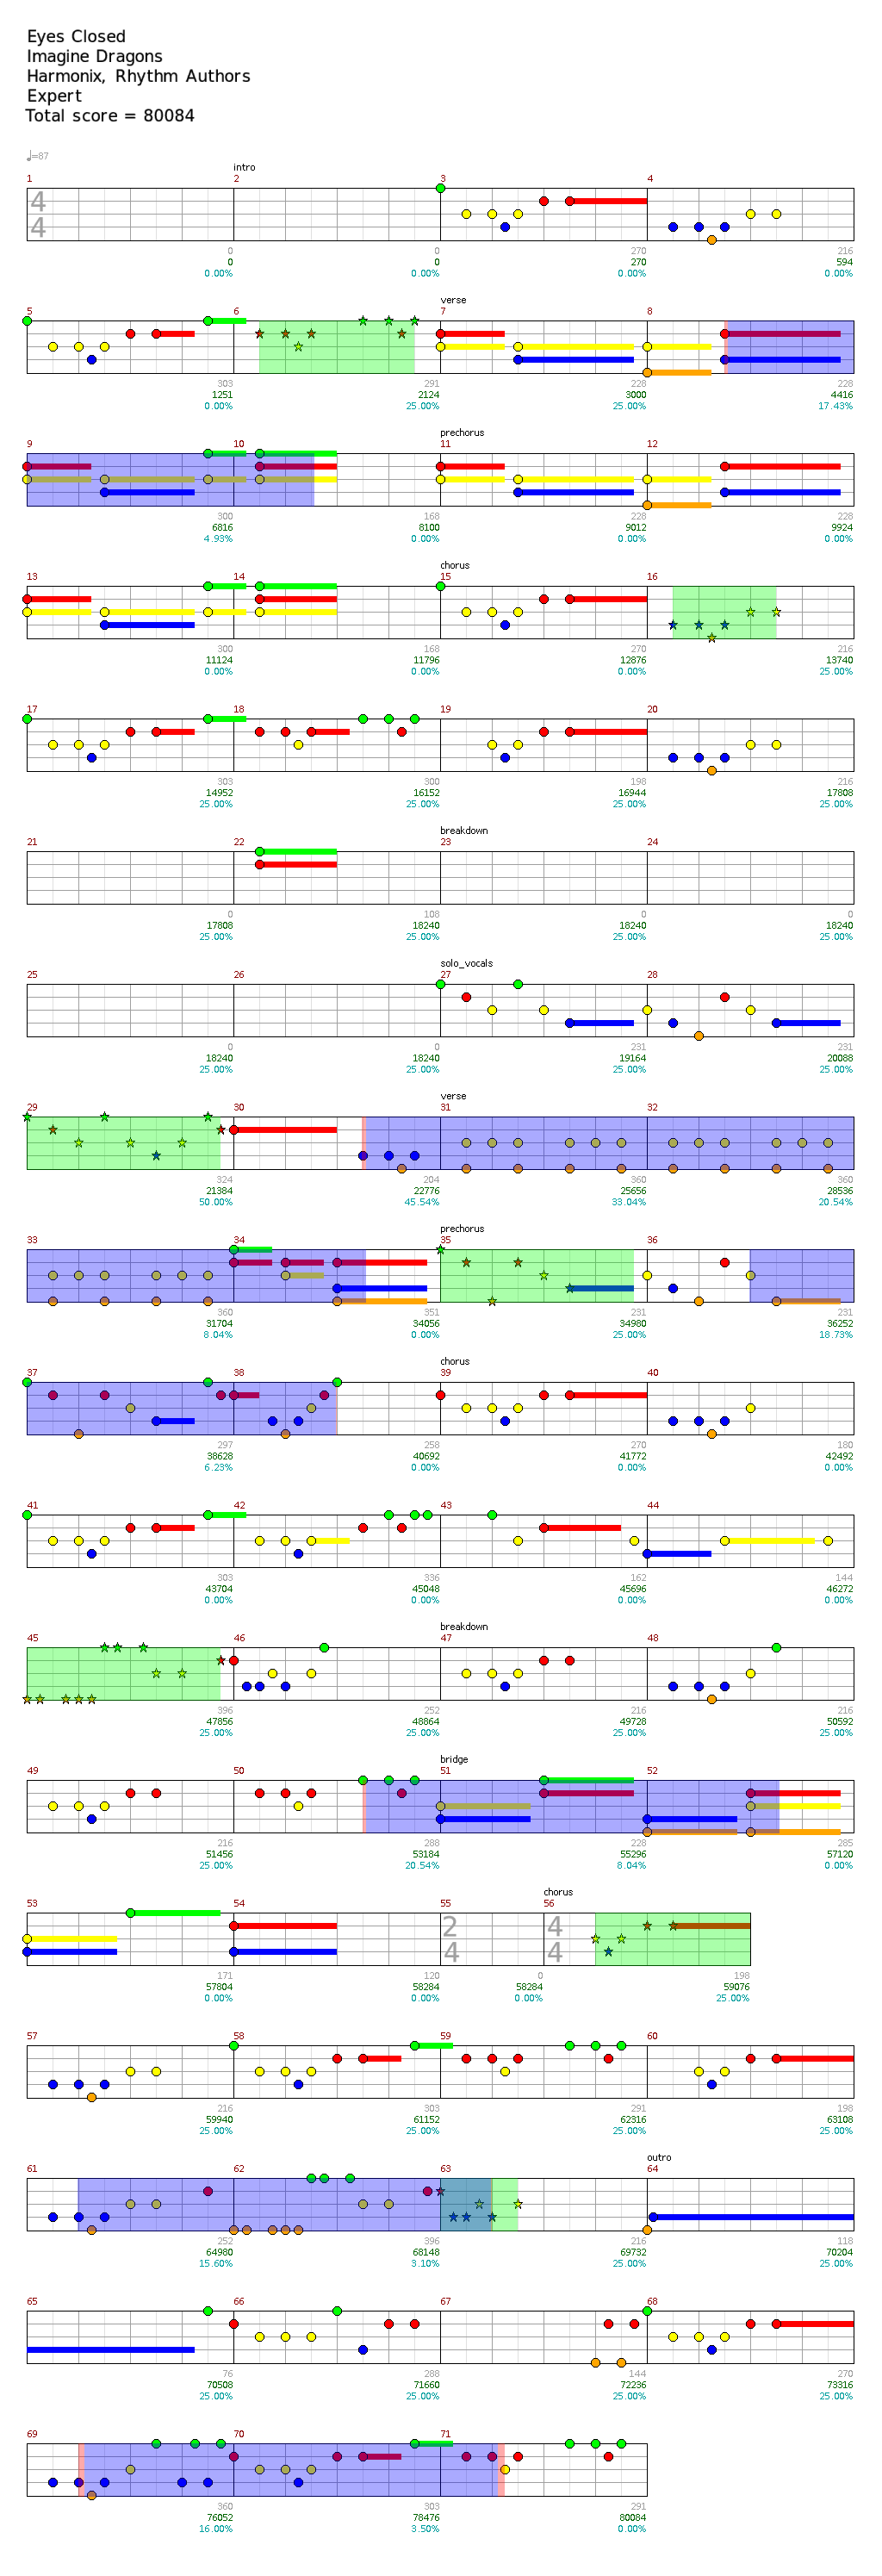 Eyes Closed
Imagine Dragons
Harmonix, Rhythm Authors
Expert
Total score = 80084
♩=87
intro
1 2 3 4
4
4
0 0 270 216
0 0 270 594
0.00% 0.00% 0.00% 0.00%
verse
5 6 7 8
303 291 228 228
1251 2124 3000 4416
0.00% 25.00% 25.00% 17.43%
prechorus
9 10 11 12
300 168 228 228
6816 8100 9012 9924
4.93% 0.00% 0.00% 0.00%
chorus
13 14 15 16
300 168 270 216
11124 11796 12876 13740
0.00% 0.00% 0.00% 25.00%
17 18 19 20
303 300 198 216
14952 16152 16944 17808
25.00% 25.00% 25.00% 25.00%
breakdown
21 22 23 24
0 108 0 0
17808 18240 18240 18240
25.00% 25.00% 25.00% 25.00%
solo_vocals
25 26 27 28
0 0 231 231
18240 18240 19164 20088
25.00% 25.00% 25.00% 25.00%
verse
29 30 31 32
324 204 360 360
21384 22776 25656 28536
50.00% 45.54% 33.04% 20.54%
prechorus
33 34 35 36
360 351 231 231
31704 34056 34980 36252
8.04% 0.00% 25.00% 18.73%
chorus
37 38 39 40
297 258 270 180
38628 40692 41772 42492
6.23% 0.00% 0.00% 0.00%
41 42 43 44
303 336 162 144
43704 45048 45696 46272
0.00% 0.00% 0.00% 0.00%
breakdown
45 46 47 48
396 252 216 216
47856 48864 49728 50592
25.00% 25.00% 25.00% 25.00%
bridge
49 50 51 52
216 288 228 285
51456 53184 55296 57120
25.00% 20.54% 8.04% 0.00%
chorus
53 54 55 56
2 4
4 4
171 120 0 198
57804 58284 58284 59076
0.00% 0.00% 0.00% 25.00%
57 58 59 60
216 303 291 198
59940 61152 62316 63108
25.00% 25.00% 25.00% 25.00%
outro
61 62 63 64
252 396 216 118
64980 68148 69732 70204
15.60% 3.10% 25.00% 25.00%
65 66 67 68
76 288 144 270
70508 71660 72236 73316
25.00% 25.00% 25.00% 25.00%
69 70 71
360 303 291
76052 78476 80084
16.00% 3.50% 0.00%